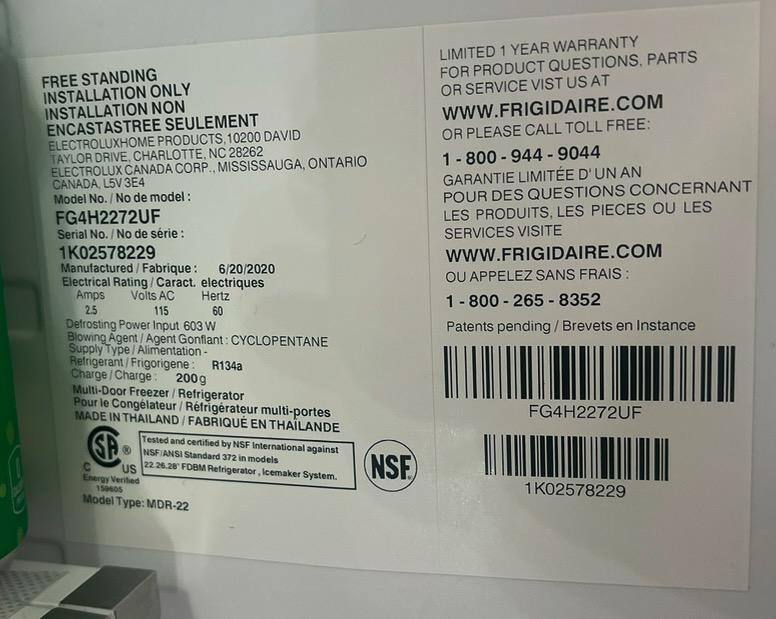 FREE STANDING
INSTALLATION ONLY
INSTALLATION NON
ENCASTASTREE SEULEMENT
ELECTROLUXHOME PRODUCTS, 10200 DAVID
TAYLOR DRIVE, CHARLOTTE, NC 28262
ELECTROLUX CANADA CORP., MISSISSAUGA, ONTARIO
CANADA, L5V 3E4
Model No. / No de model :
FG4H2272UF
Serial No. / No de série :
1K02578229
Manufactured / Fabrique : 6/20/2020
Electrical Rating / Caract. electriques
Amps Volts AC Hertz
2.5 115 60
Defrosting Power Input 603 W
Blowing Agent / Agent Gonflant : CYCLOPENTANE
Supply Type / Alimentation -
Refrigerant / Frigorigene : R134a
Charge / Charge : 200 g
Multi-Door Freezer / Refrigerator
Pour le Congélateur / Réfrigérateur multi-portes
MADE IN THAILAND / FABRIQUÉ EN THAÏLANDE
SA ®
C US
Energy Verified
159605
Tested and certified by NSF International against
NSF/ANSI Standard 372 in models
22.26.28" FDBM Refrigerator , Icemaker System.
NSF.
Model Type: MDR-22
LIMITED 1 YEAR WARRANTY
FOR PRODUCT QUESTIONS, PARTS
OR SERVICE VIST US AT
WWW.FRIGIDAIRE.COM
OR PLEASE CALL TOLL FREE:
1 - 800 - 944 - 9044
GARANTIE LIMITÉE D' UN AN
POUR DES QUESTIONS CONCERNANT
LES PRODUITS, LES PIECES OU LES
SERVICES VISITE
WWW.FRIGIDAIRE.COM
OU APPELEZ SANS FRAIS :
1 - 800 - 265 - 8352
Patents pending / Brevets en Instance
FG4H2272UF
1K02578229